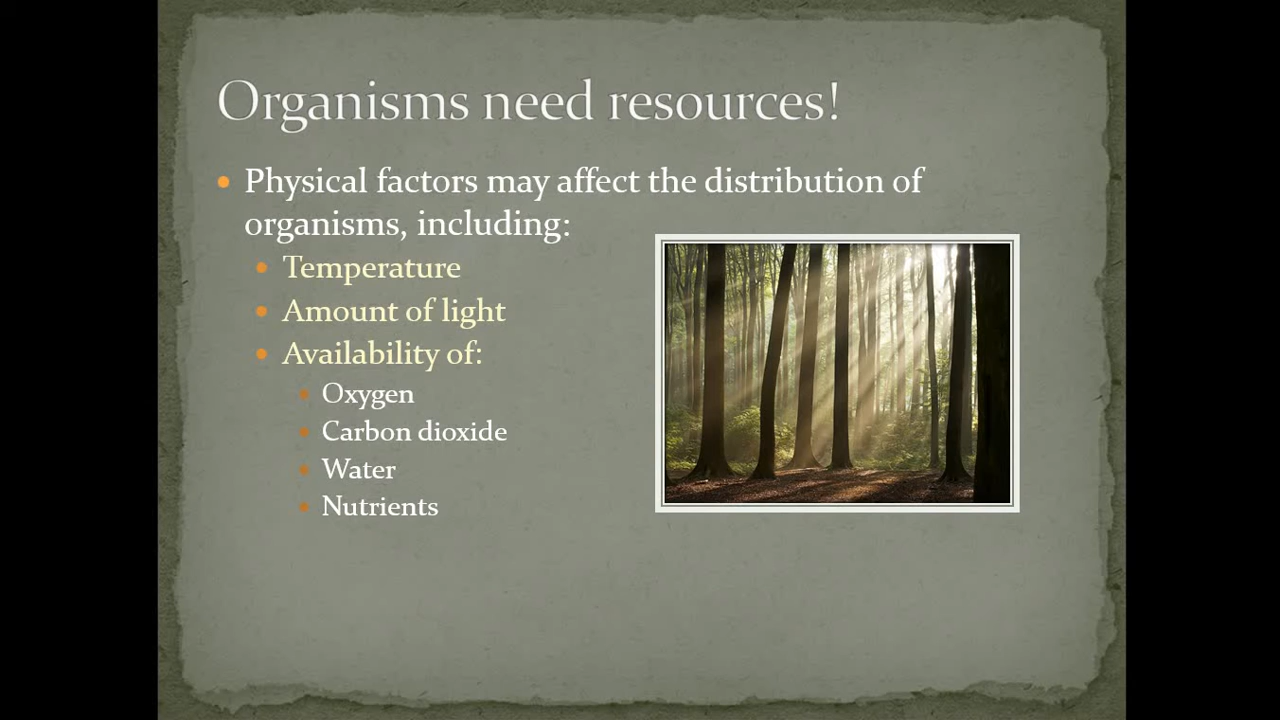 Organisms need resources!
Physical factors may affect the distribution of
organisms, including:
Temperature
Amount of light
Availability of:
Oxygen
Carbon dioxide
Water
Nutrients